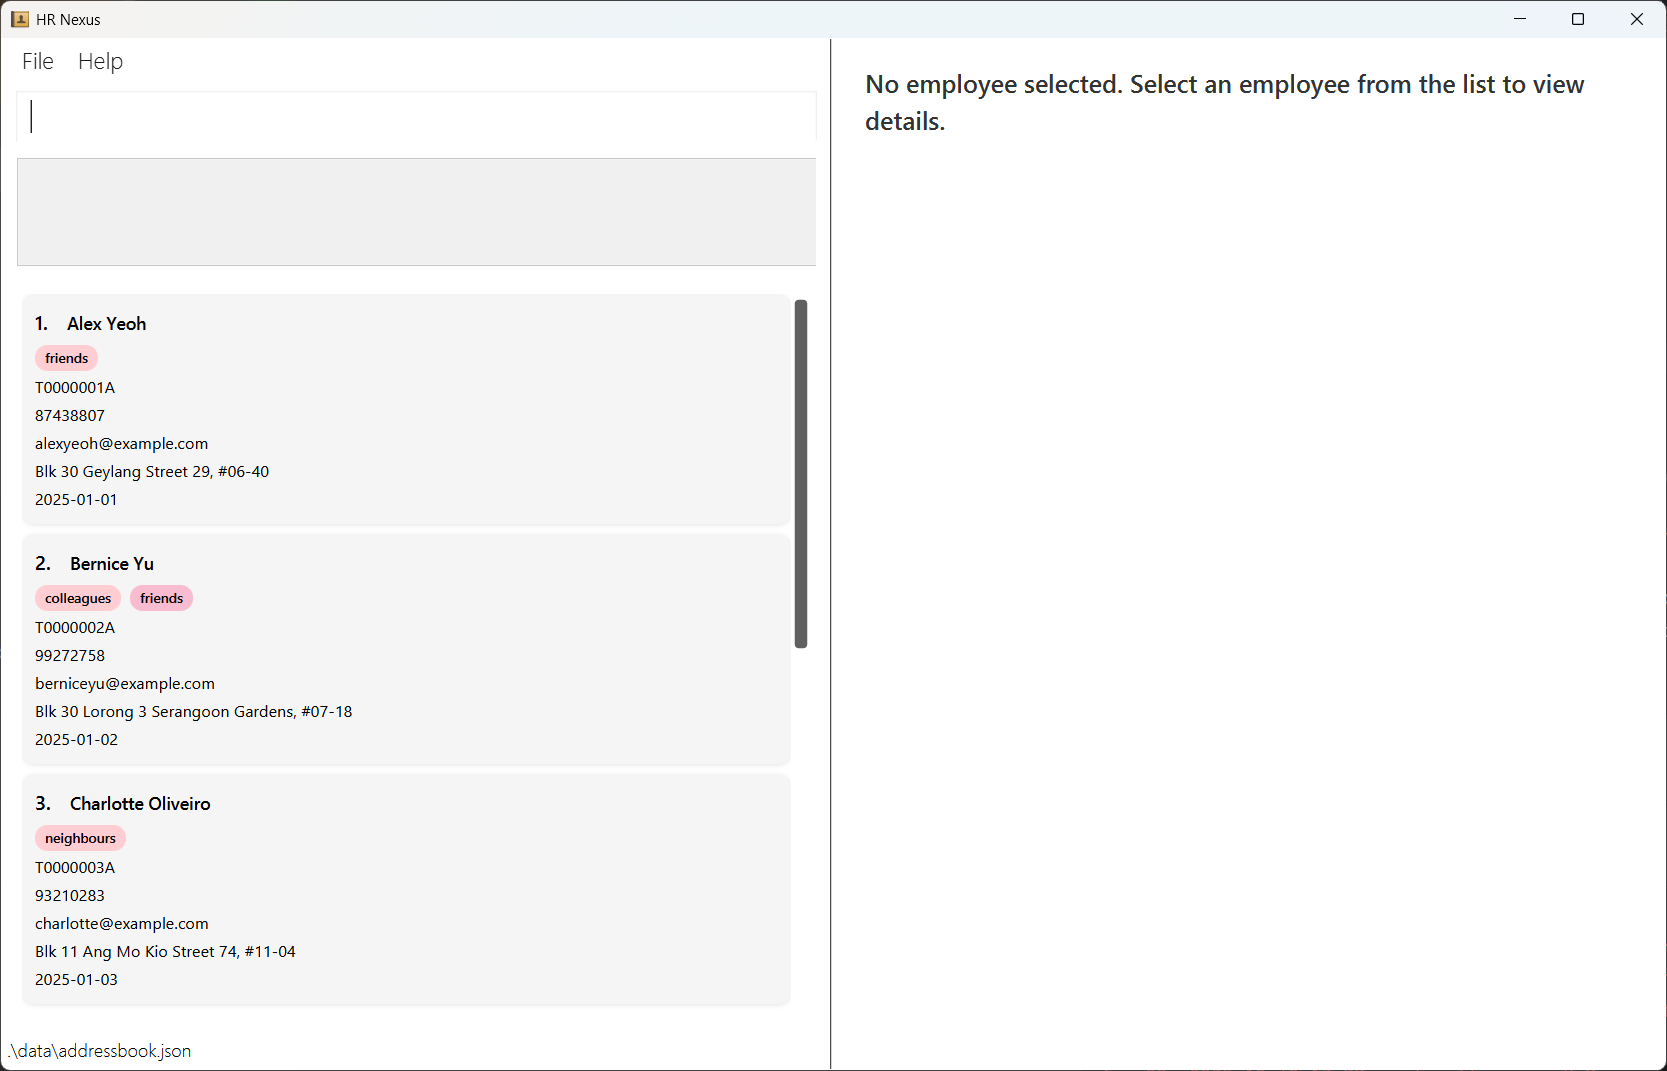 HR Nexus
File Help
No employee selected. Select an employee from the list to view
details.
1. Alex Yeoh
friends
T0000001A
87438807
alexyeoh@example.com
Blk 30 Geylang Street 29, #06-40
2025-01-01
2. Bernice Yu
colleagues friends
T0000002A
99272758
berniceyu@example.com
Blk 30 Lorong 3 Serangoon Gardens, #07-18
2025-01-02
3. Charlotte Oliveiro
neighbours
T0000003A
93210283
charlotte@example.com
Blk 11 Ang Mo Kio Street 74, #11-04
2025-01-03
.\data\addressbook.json